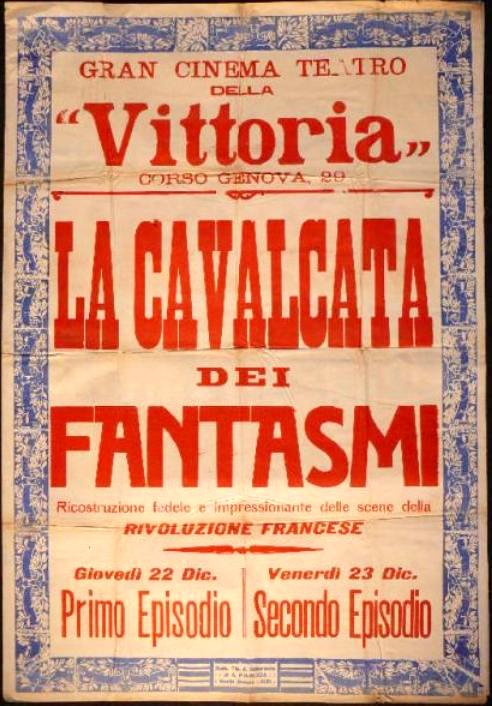 GRAN CINEMA TEATRO
DELLA
“Vittoria„
CORSO GENOVA, 29
LA CAVALCATA
DEI
FANTASMI
Ricostruzione fedele e impressionante delle scene della
RIVOLUZIONE FRANCESE
Giovedì 22 Dic.
Primo Episodio
Venerdì 23 Dic.
Secondo Episodio